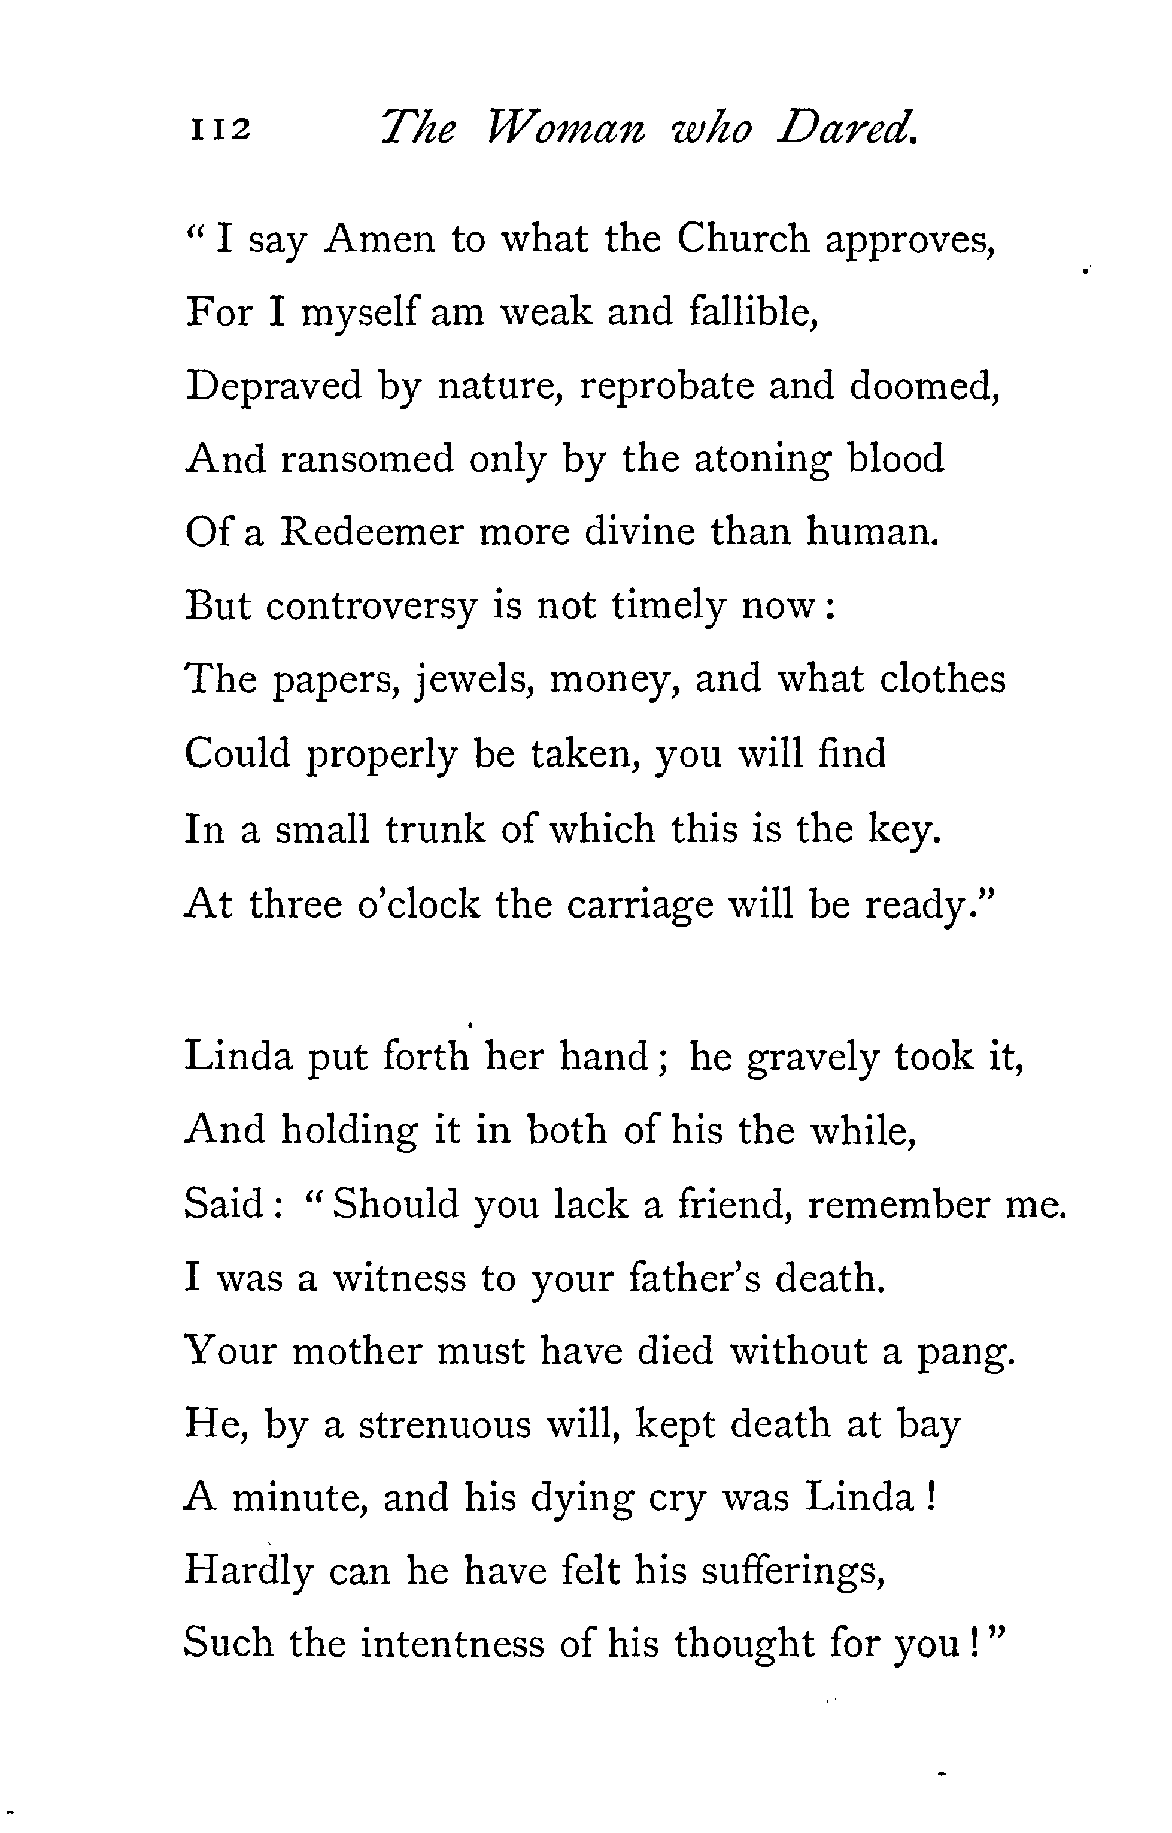 112 The Woman who Dared.
" I say Amen to what the Church approves,
For I myself am weak and fallible,
Depraved by nature, reprobate and doomed,
And ransomed only by the atoning blood
Of a Redeemer more divine than human.
But controversy is not timely now :
The papers, jewels, money, and what clothes
Could properly be taken, you will find
In a small trunk of which this is the key.
At three o'clock the carriage will be ready."
Linda put forth her hand ; he gravely took it,
And holding it in both of his the while,
Said : " Should you lack a friend, remember me.
I was a witness to your father's death.
Your mother must have died without a pang.
He, by a strenuous will, kept death at bay
A minute, and his dying cry was Linda !
Hardly can he have felt his sufferings,
Such the intentness of his thought for you ! "